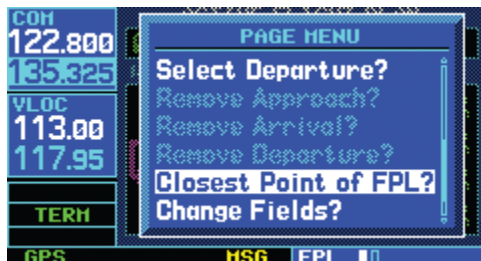 COM
122.800
135.325
VLOC
113.00
117.95
TERM
GPS
PAGE MENU
Select Departure?
Remove Approach?
Remove Arrival?
Remove Departure?
Closest Point of FPL?
Change Fields?
MSG
FPL